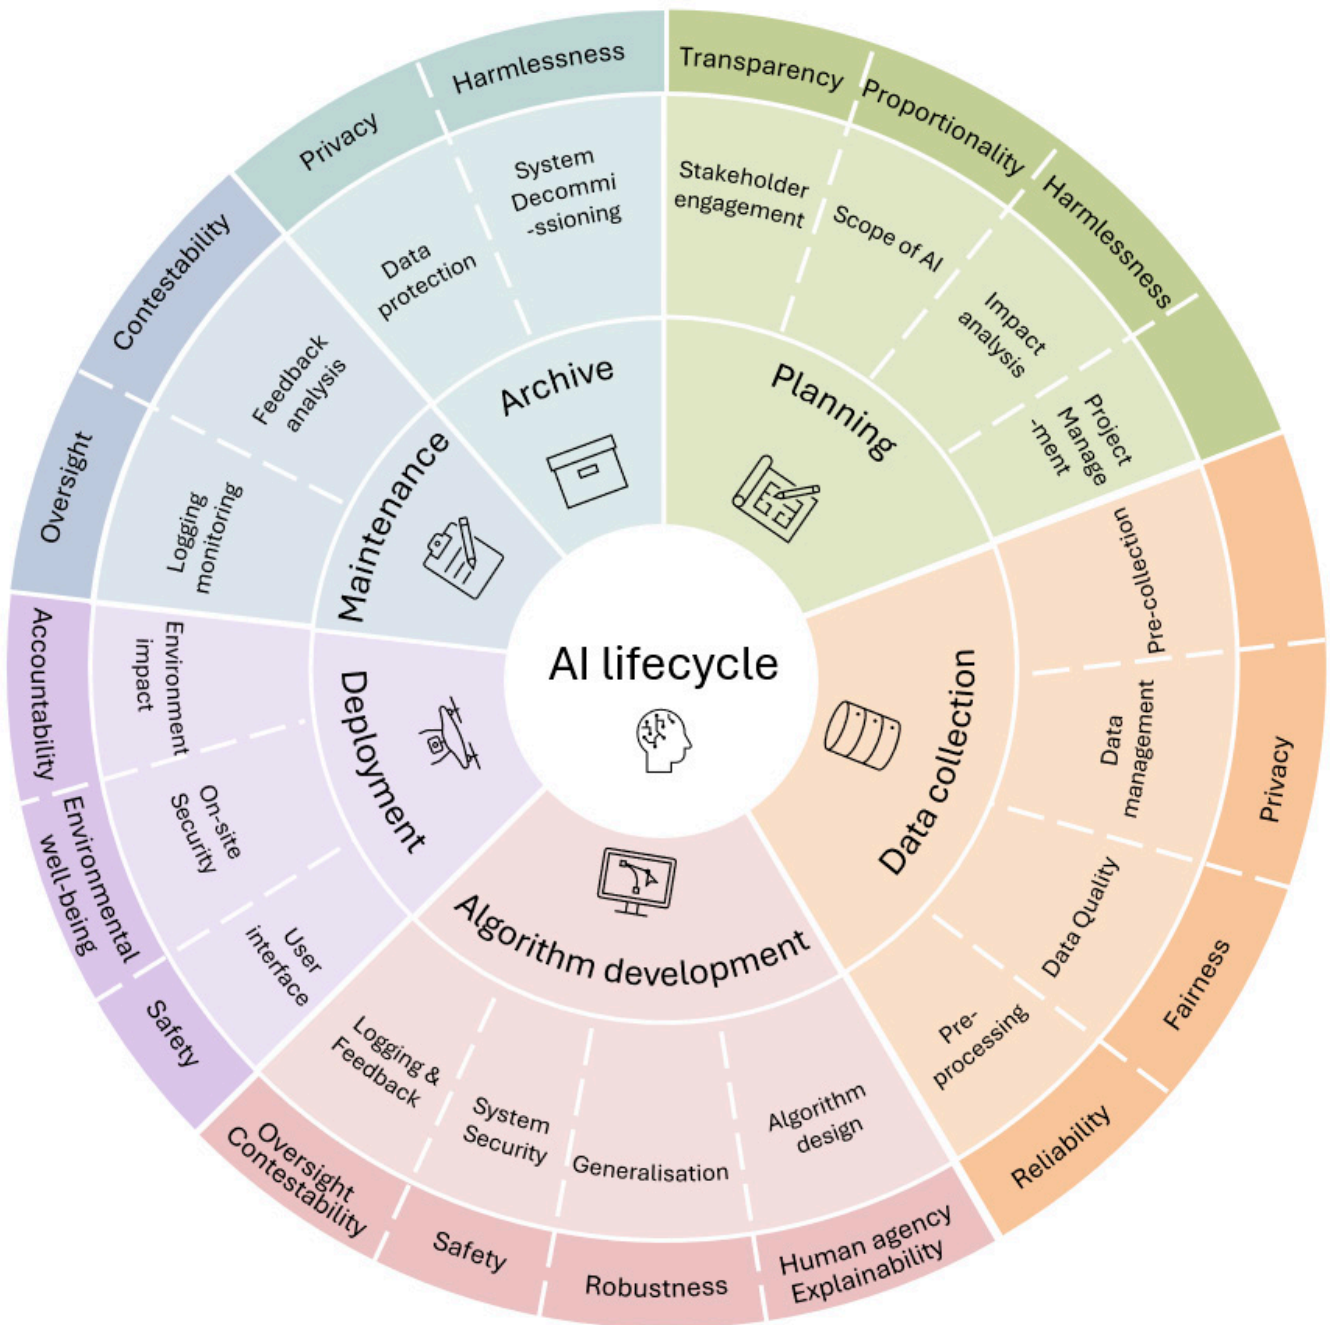 AI lifecycle
Planning
Transparency
Stakeholder
engagement
Proportionality
Scope of AI
Harmlessness
Impact
analysis
Project
Manage
-ment
Data collection
Pre-collection
Privacy
Data
management
Fairness
Data Quality
Reliability
Pre-
processing
Algorithm development
Human agency
Explainability
Algorithm
design
Robustness
Generalisation
Safety
System
Security
Oversight
Contestability
Logging &
Feedback
Deployment
Safety
User
interface
Environmental
well-being
On-site
Security
Accountability
Environment
impact
Maintenance
Oversight
Logging
monitoring
Contestability
Feedback
analysis
Archive
Privacy
Data
protection
Harmlessness
System
Decommi
-ssioning